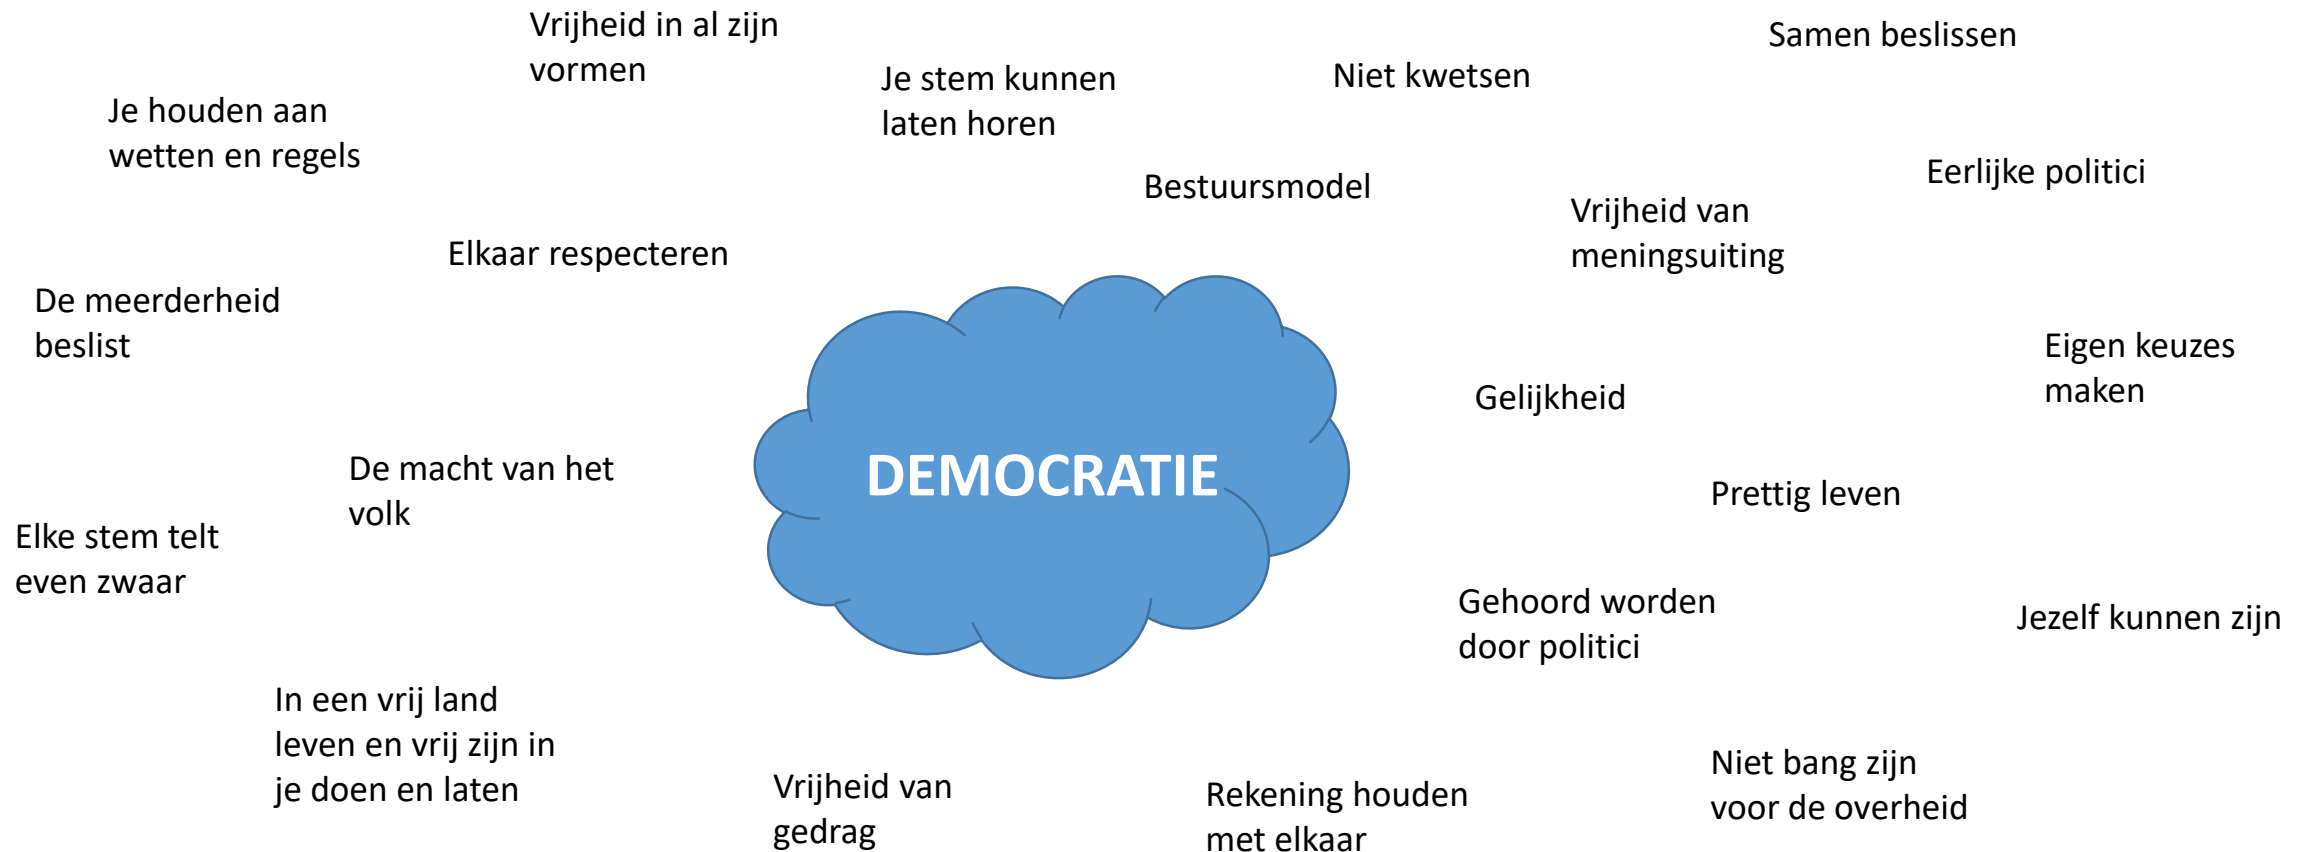 Vrijheid in al zijn
vormen
Samen beslissen
Je stem kunnen
laten horen
Niet kwetsen
Je houden aan
wetten en regels
Bestuursmodel
Eerlijke politici
Vrijheid van
meningsuiting
Elkaar respecteren
De meerderheid
beslist
Eigen keuzes
maken
Gelijkheid
DEMOCRATIE
De macht van het
volk
Prettig leven
Elke stem telt
even zwaar
Gehoord worden
door politici
Jezelf kunnen zijn
In een vrij land
leven en vrij zijn in
je doen en laten
Vrijheid van
gedrag
Rekening houden
met elkaar
Niet bang zijn
voor de overheid